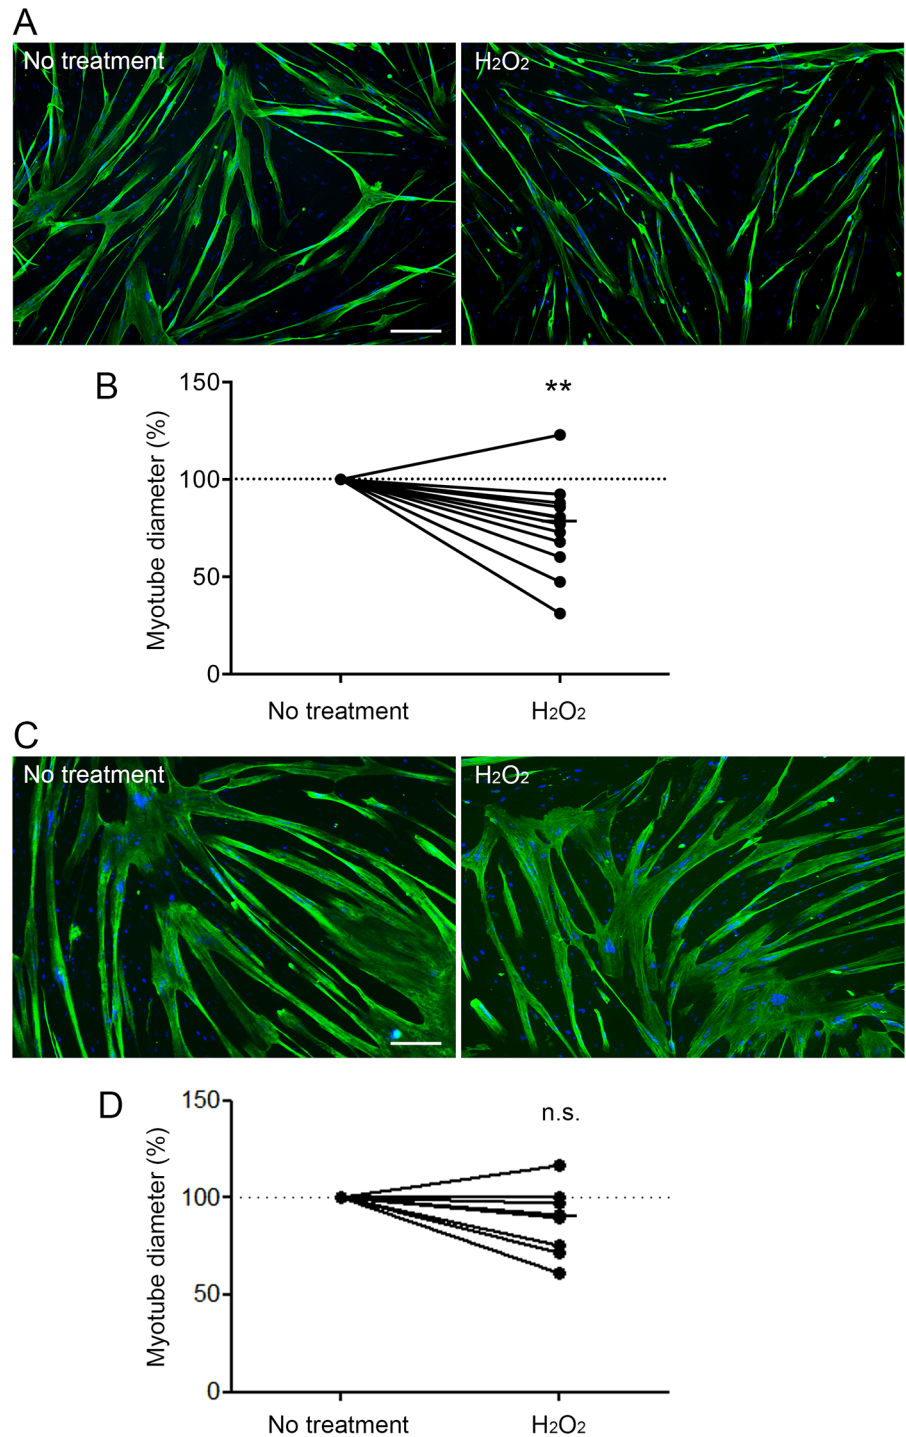 A
No treatment
H2O2
B
**
150
100
50
0
Myotube diameter (%)
No treatment
H2O2
C
No treatment
H2O2
D
n.s.
150
100
50
0
Myotube diameter (%)
No treatment
H2O2